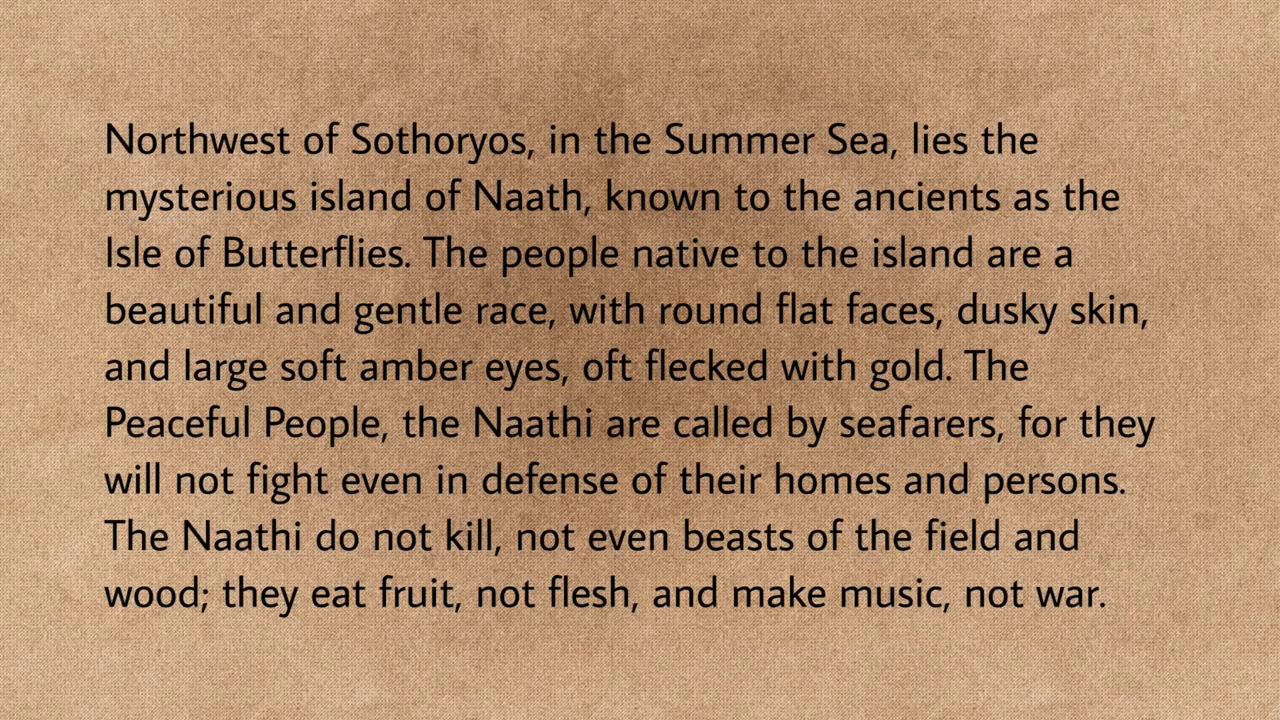 Northwest of Sothoryos, in the Summer Sea, lies the
mysterious island of Naath, known to the ancients as the
Isle of Butterflies. The people native to the island are a
beautiful and gentle race, with round flat faces, dusky skin,
and large soft amber eyes, oft flecked with gold. The
Peaceful People, the Naathi are called by seafarers, for they
will not fight even in defense of their homes and persons.
The Naathi do not kill, not even beasts of the field and
wood; they eat fruit, not flesh, and make music, not war.